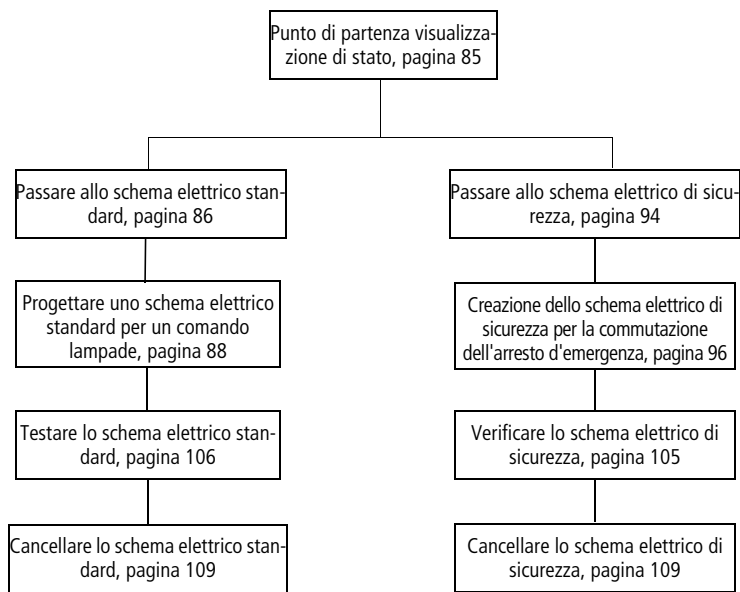 Punto di partenza visualizza-
zione di stato, pagina 85
Passare allo schema elettrico stan-
dard, pagina 86
Passare allo schema elettrico di sicu-
rezza, pagina 94
Progettare uno schema elettrico
standard per un comando
lampade, pagina 88
Creazione dello schema elettrico di
sicurezza per la commutazione
dell'arresto d'emergenza, pagina 96
Testare lo schema elettrico stan-
dard, pagina 106
Verificare lo schema elettrico di
sicurezza, pagina 105
Cancellare lo schema elettrico stan-
dard, pagina 109
Cancellare lo schema elettrico di
sicurezza, pagina 109